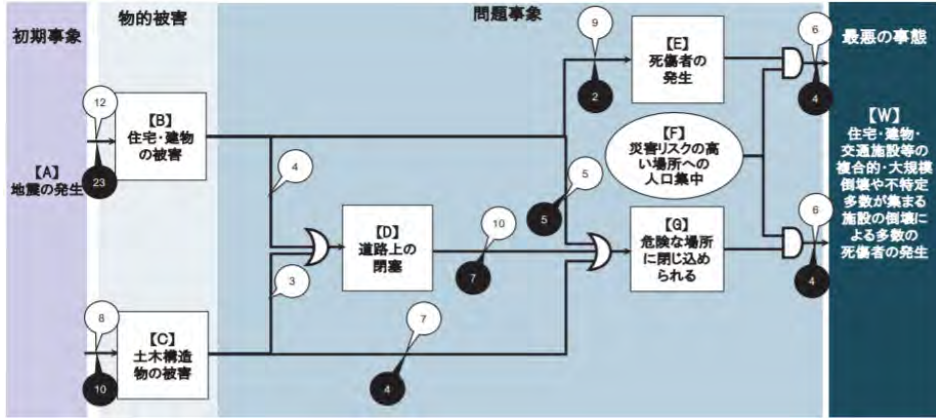 初期事象
物的被害
問題事象
最悪の事態
【A】
地震の発生
12
23
【B】
住宅・建物
の被害
8
10
【C】
土木構造
物の被害
4
3
【D】
道路上の
閉塞
10
7
7
4
9
2
5
5
【E】
死傷者の
発生
【F】
災害リスクの高
い場所への
人口集中
【G】
危険な場所
に閉じ込め
られる
6
4
6
4
【W】
住宅・建物・
交通施設等の
複合的・大規模
倒壊や不特定
多数が集まる
施設の倒壊に
よる多数の
死傷者の発生